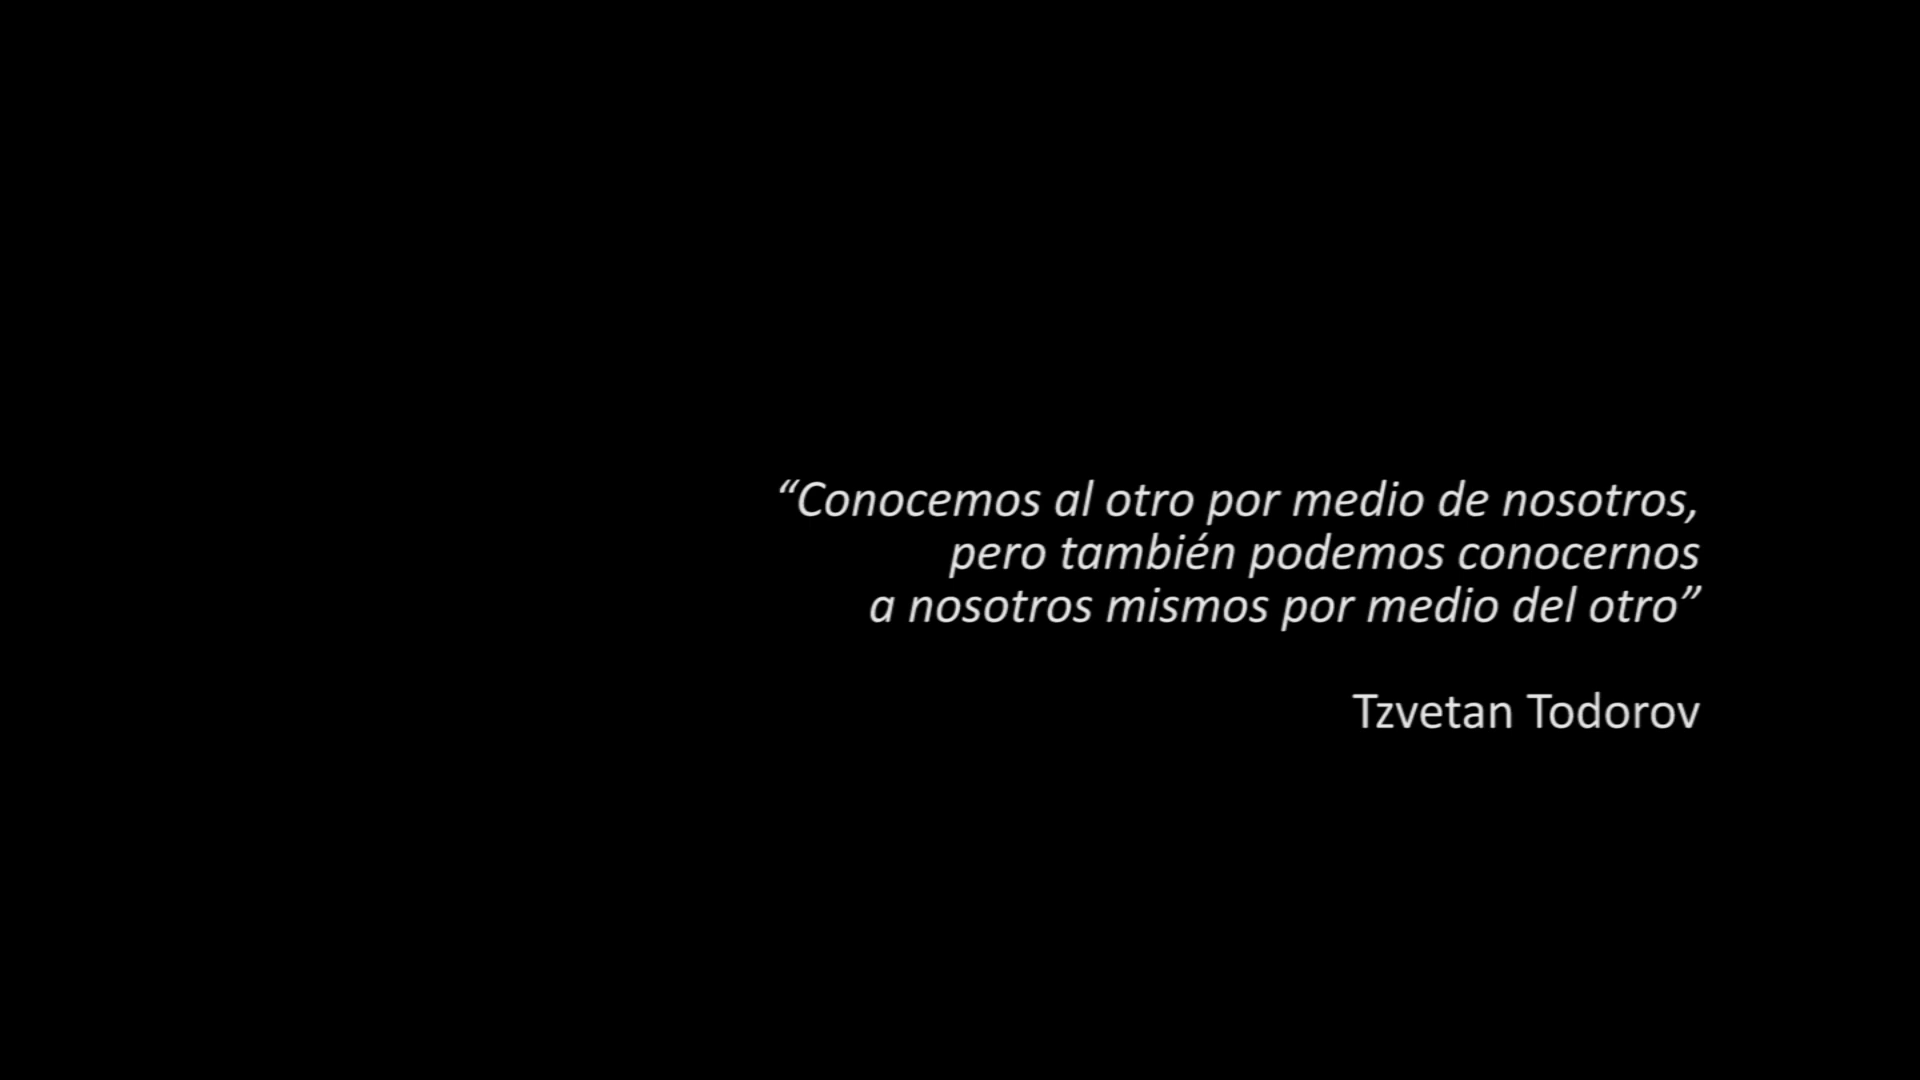 “Conocemos al otro por medio de nosotros,
pero también podemos conocernos
a nosotros mismos por medio del otro”
Tzvetan Todorov